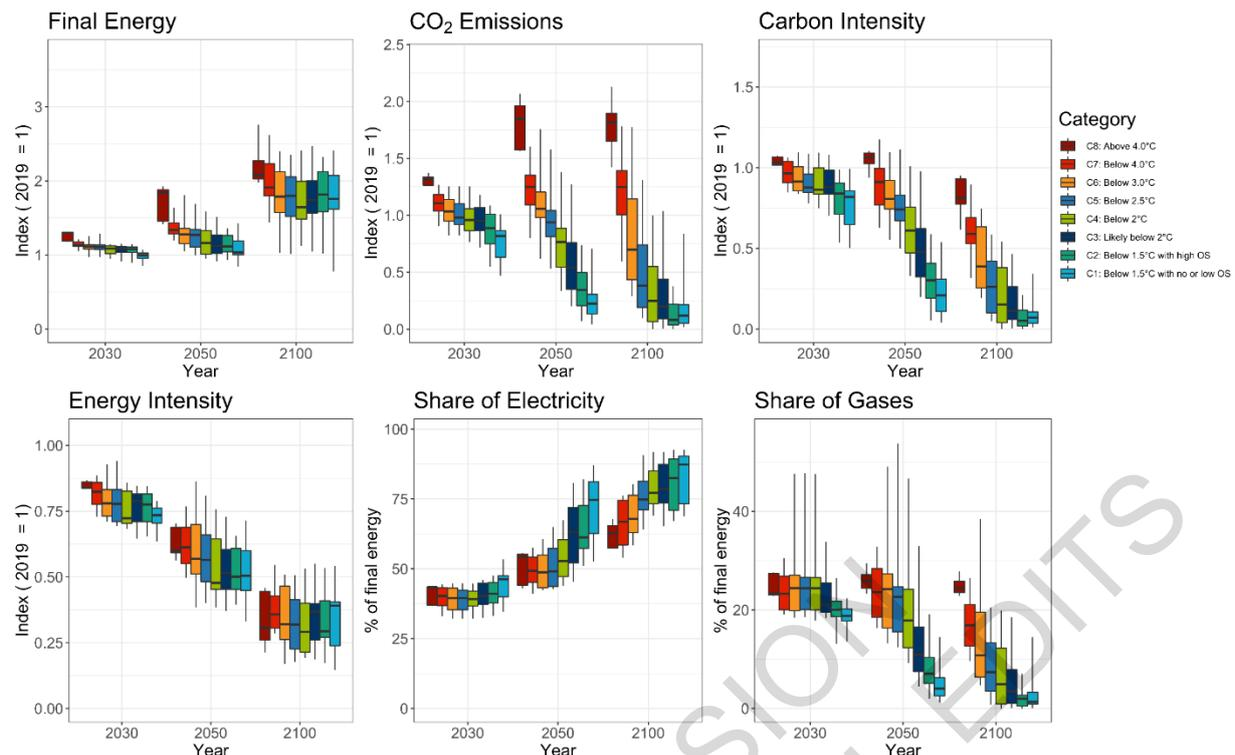 Final Energy
Index ( 2019 = 1)
3
2
1
0
2030 2050 2100
Year
CO2 Emissions
Index ( 2019 = 1)
2.5
2.0
1.5
1.0
0.5
0.0
2030 2050 2100
Year
Carbon Intensity
Index ( 2019 = 1)
1.5
1.0
0.5
0.0
2030 2050 2100
Year
Category
C8: Above 4.0°C
C7: Below 4.0°C
C6: Below 3.0°C
C5: Below 2.5°C
C4: Below 2°C
C3: Likely below 2°C
C2: Below 1.5°C with high OS
C1: Below 1.5°C with no or low OS
Energy Intensity
Index ( 2019 = 1)
1.00
0.75
0.50
0.25
0.00
2030 2050 2100
Year
Share of Electricity
% of final energy
100
75
50
25
0
2030 2050 2100
Year
Share of Gases
% of final energy
40
20
0
2030 2050 2100
Year
SION
EDITS